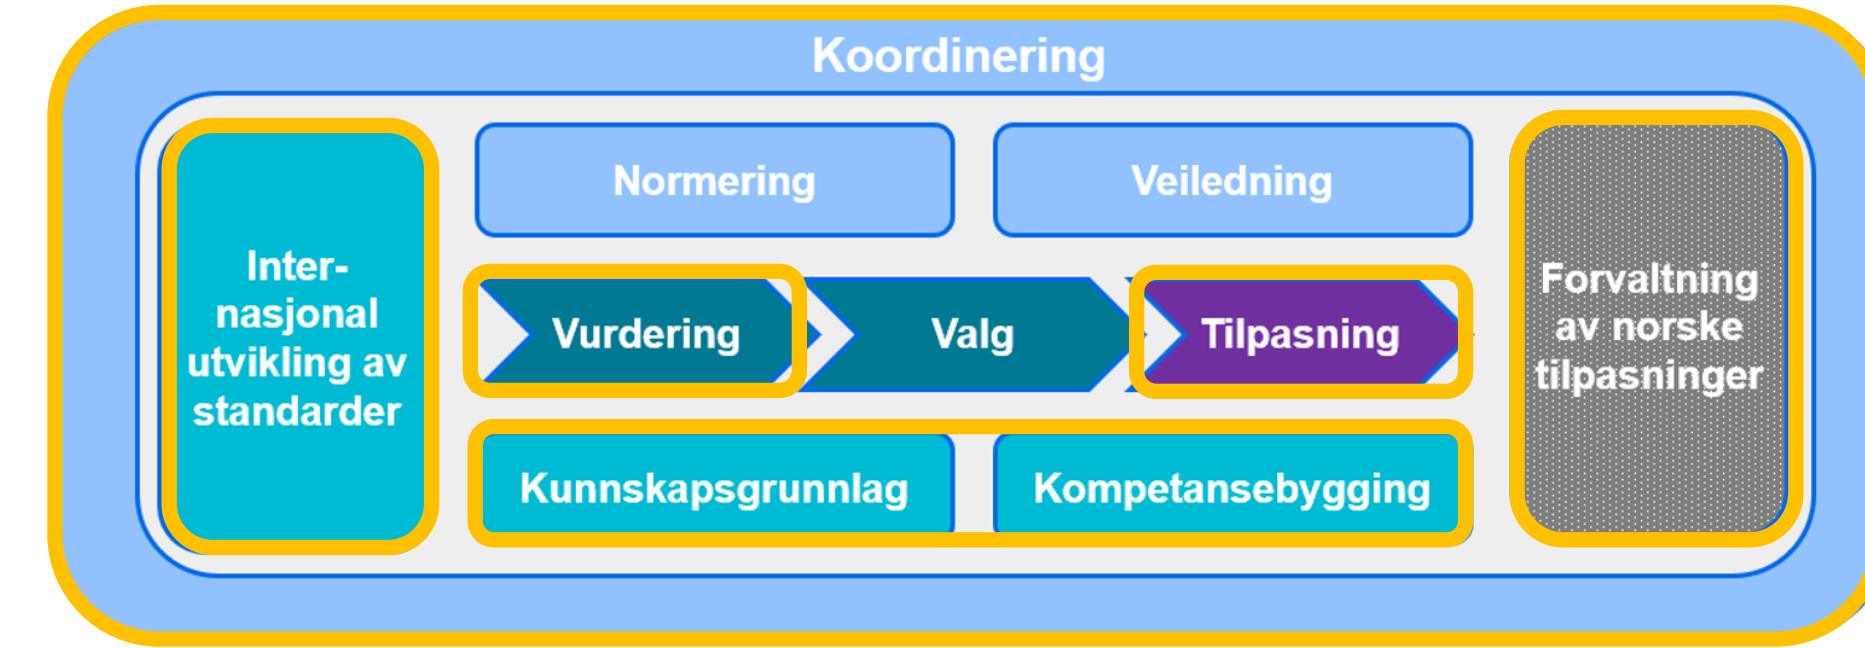 Koordinering
Normering
Veiledning
Inter-
nasjonal
utvikling av
standarder
Vurdering
Valg
Tilpasning
Kunnskapsgrunnlag
Kompetansebygging
Forvaltning
av norske
tilpasninger